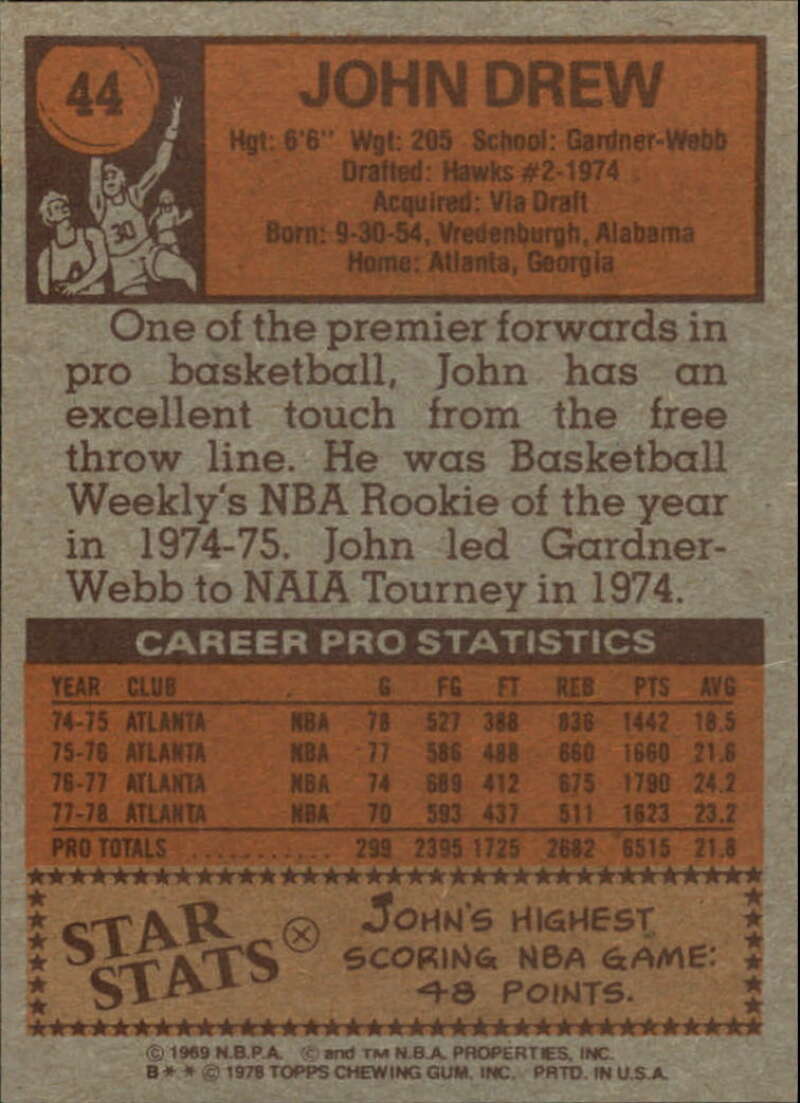 44
JOHN DREW
Hgt: 6'6" Wgt: 205 School: Gardner-Webb
Drafted: Hawks #2-1974
Acquired: Via Draft
Born: 9-30-54, Vredenburgh, Alabama
Home: Atlanta, Georgia
30
One of the premier forwards in
pro basketball, John has an
excellent touch from the free
throw line. He was Basketball
Weekly's NBA Rookie of the year
in 1974-75. John led Gardner-
Webb to NAIA Tourney in 1974.
CAREER PRO STATISTICS
YEAR CLUB G FG FT REB PTS AVG
74-75 ATLANTA NBA 78 527 388 836 1442 18.5
75-76 ATLANTA NBA 77 586 488 660 1660 21.6
76-77 ATLANTA NBA 74 689 412 675 1790 24.2
77-78 ATLANTA NBA 70 593 437 511 1623 23.2
PRO TOTALS ............ 299 2395 1725 2682 6515 21.8
STAR
STATS
JOHN'S HIGHEST
SCORING NBA GAME:
48 POINTS.
© 1969 N.B.P.A. © and TM N.B.A. PROPERTIES, INC.
B * * © 1978 TOPPS CHEWING GUM, INC. PRTD. IN U.S.A.